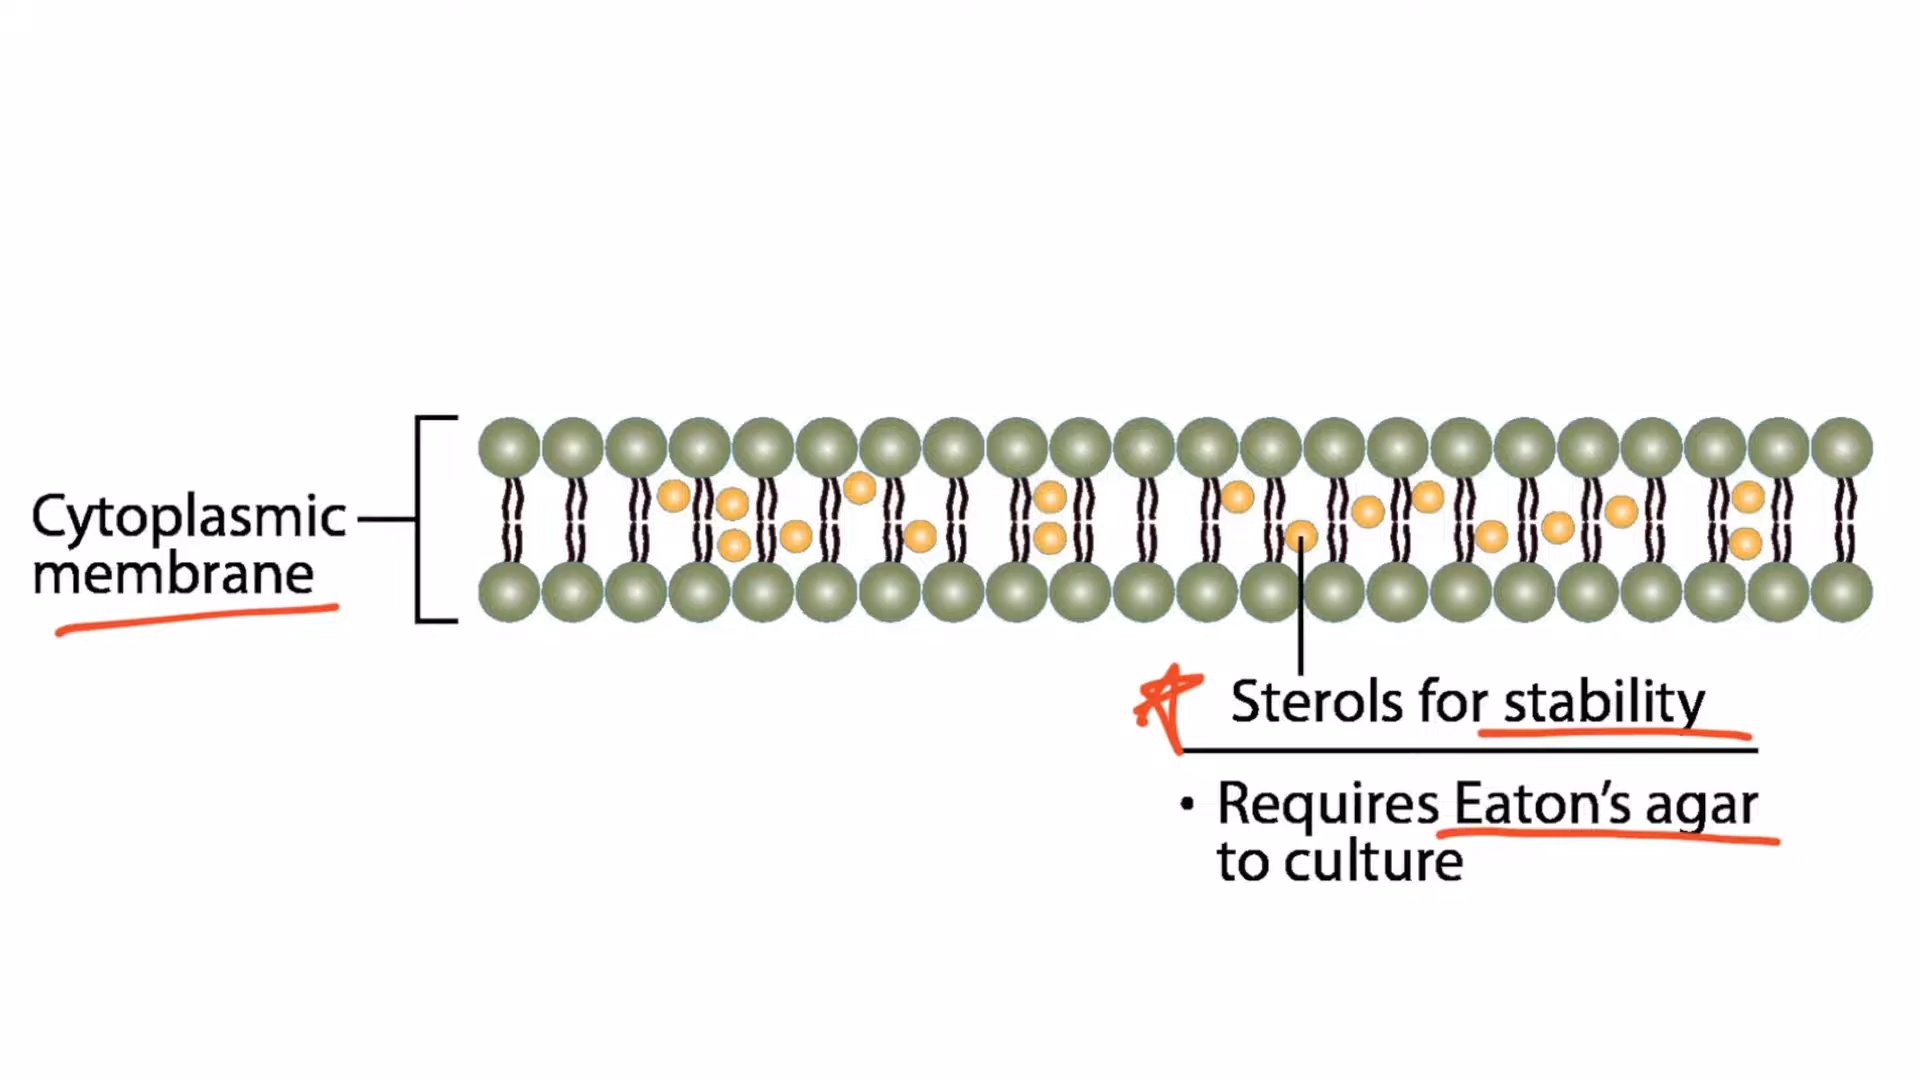 Cytoplasmic
membrane
Sterols for stability
• Requires Eaton's agar
to culture